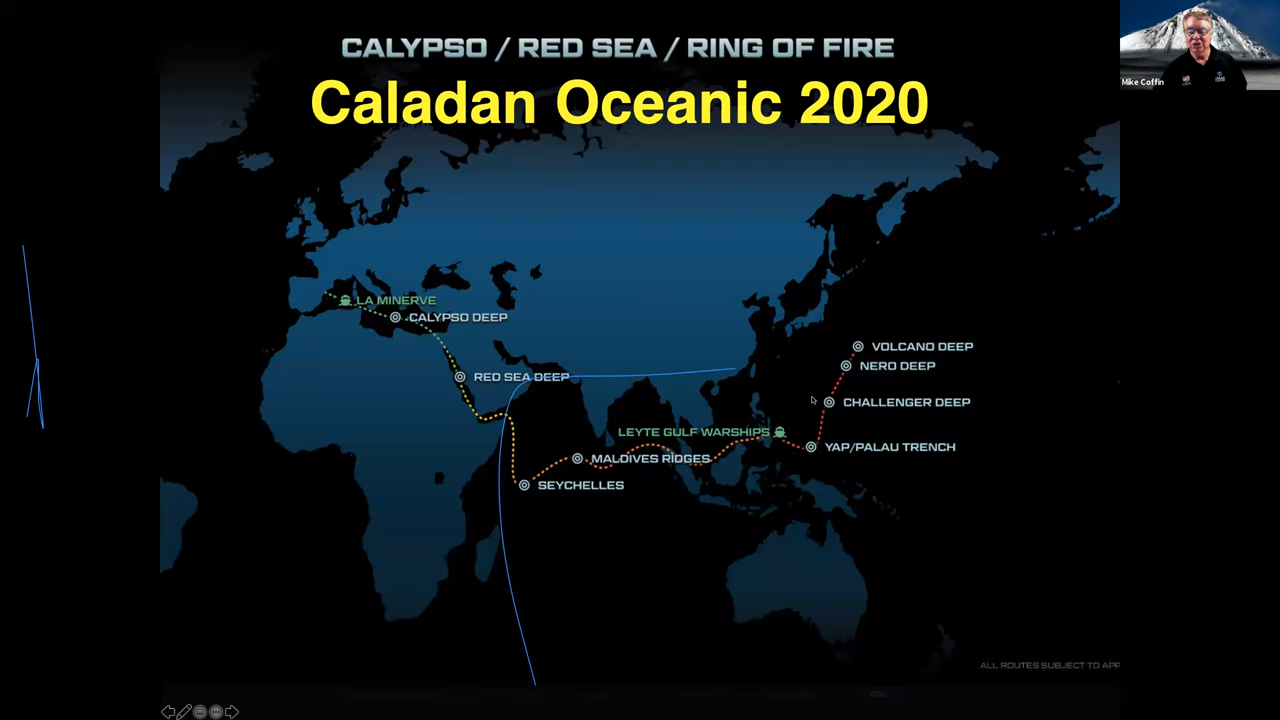 CALYPSO / RED SEA / RING OF FIRE
Caladan Oceanic 2020
Mike Coffin
LA MINERVE
CALYPSO DEEP
VOLCANO DEEP
NERO DEEP
RED SEA DEEP
CHALLENGER DEEP
LEYTE GULF WARSHIPS
YAP/PALAU TRENCH
MALDIVES RIDGES
SEYCHELLES
ALL ROUTES SUBJECT TO APP